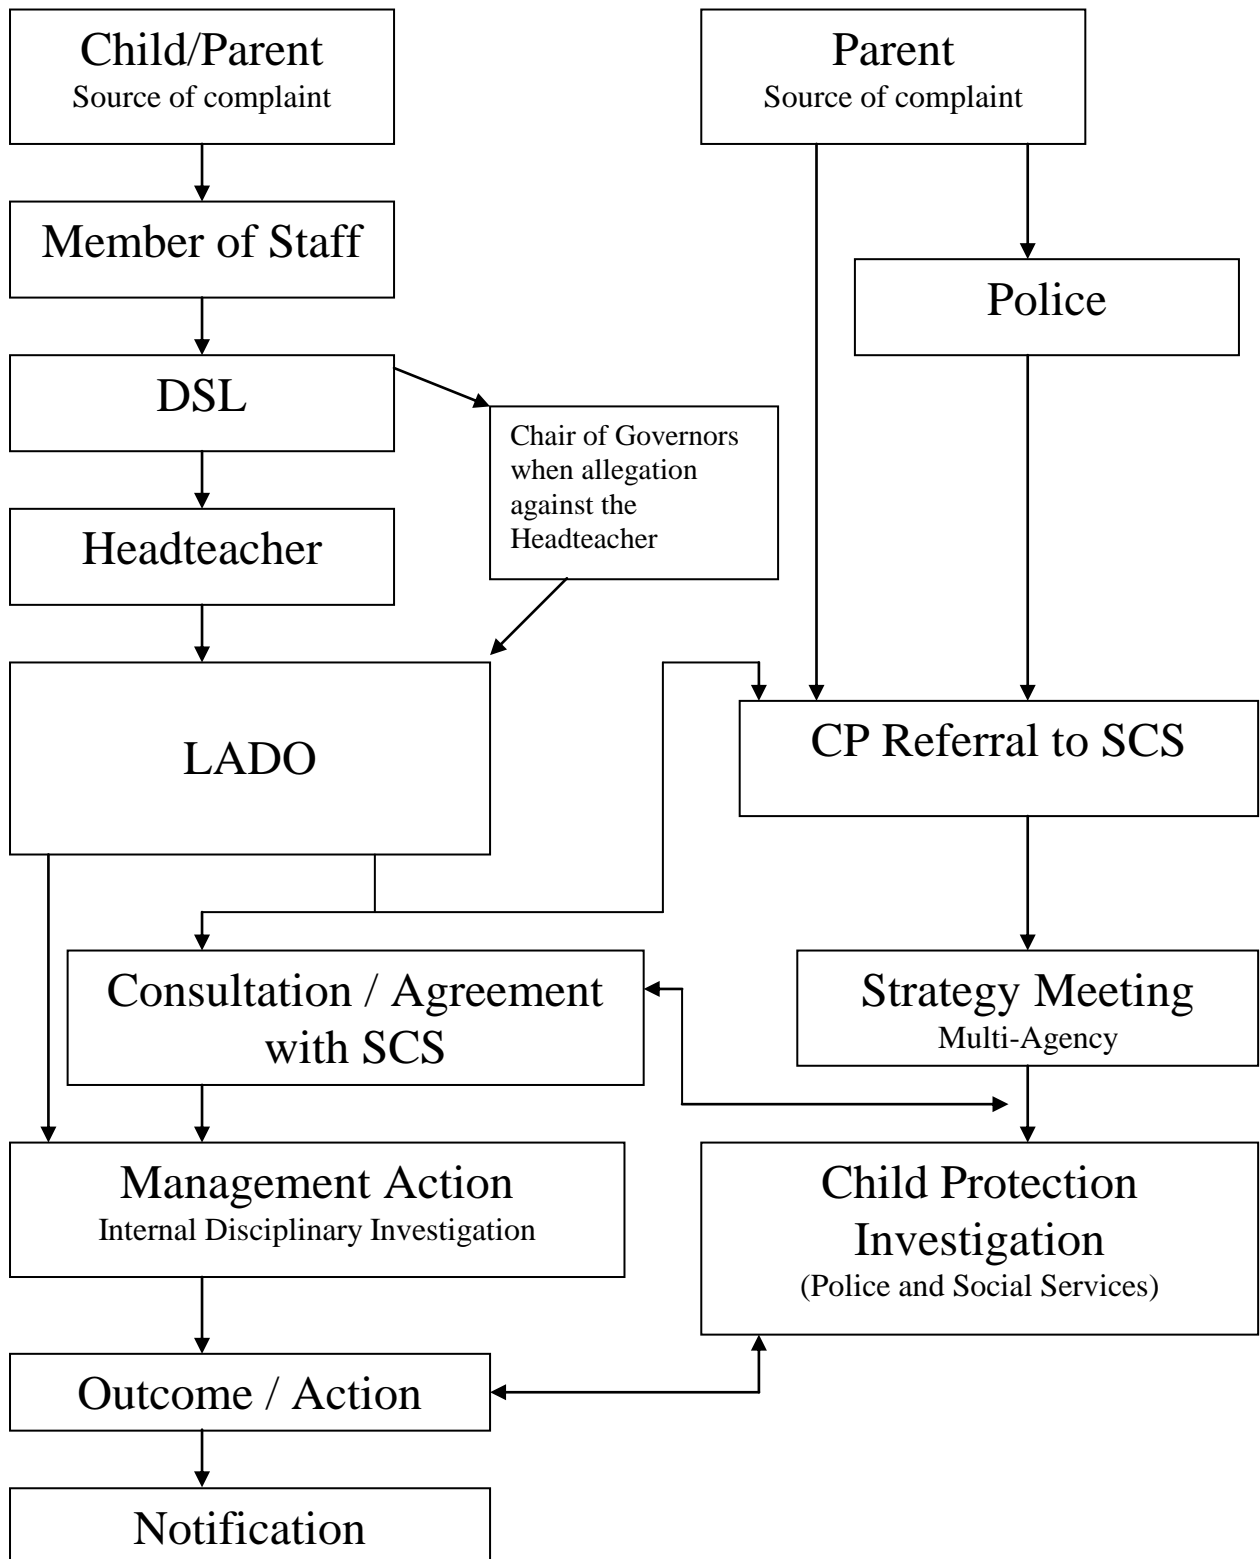 Child/Parent
Source of complaint
Parent
Source of complaint
Member of Staff
Police
DSL
Chair of Governors
when allegation
against the
Headteacher
Headteacher
LADO
CP Referral to SCS
Consultation / Agreement
with SCS
Strategy Meeting
Multi-Agency
Management Action
Internal Disciplinary Investigation
Child Protection
Investigation
(Police and Social Services)
Outcome / Action
Notification